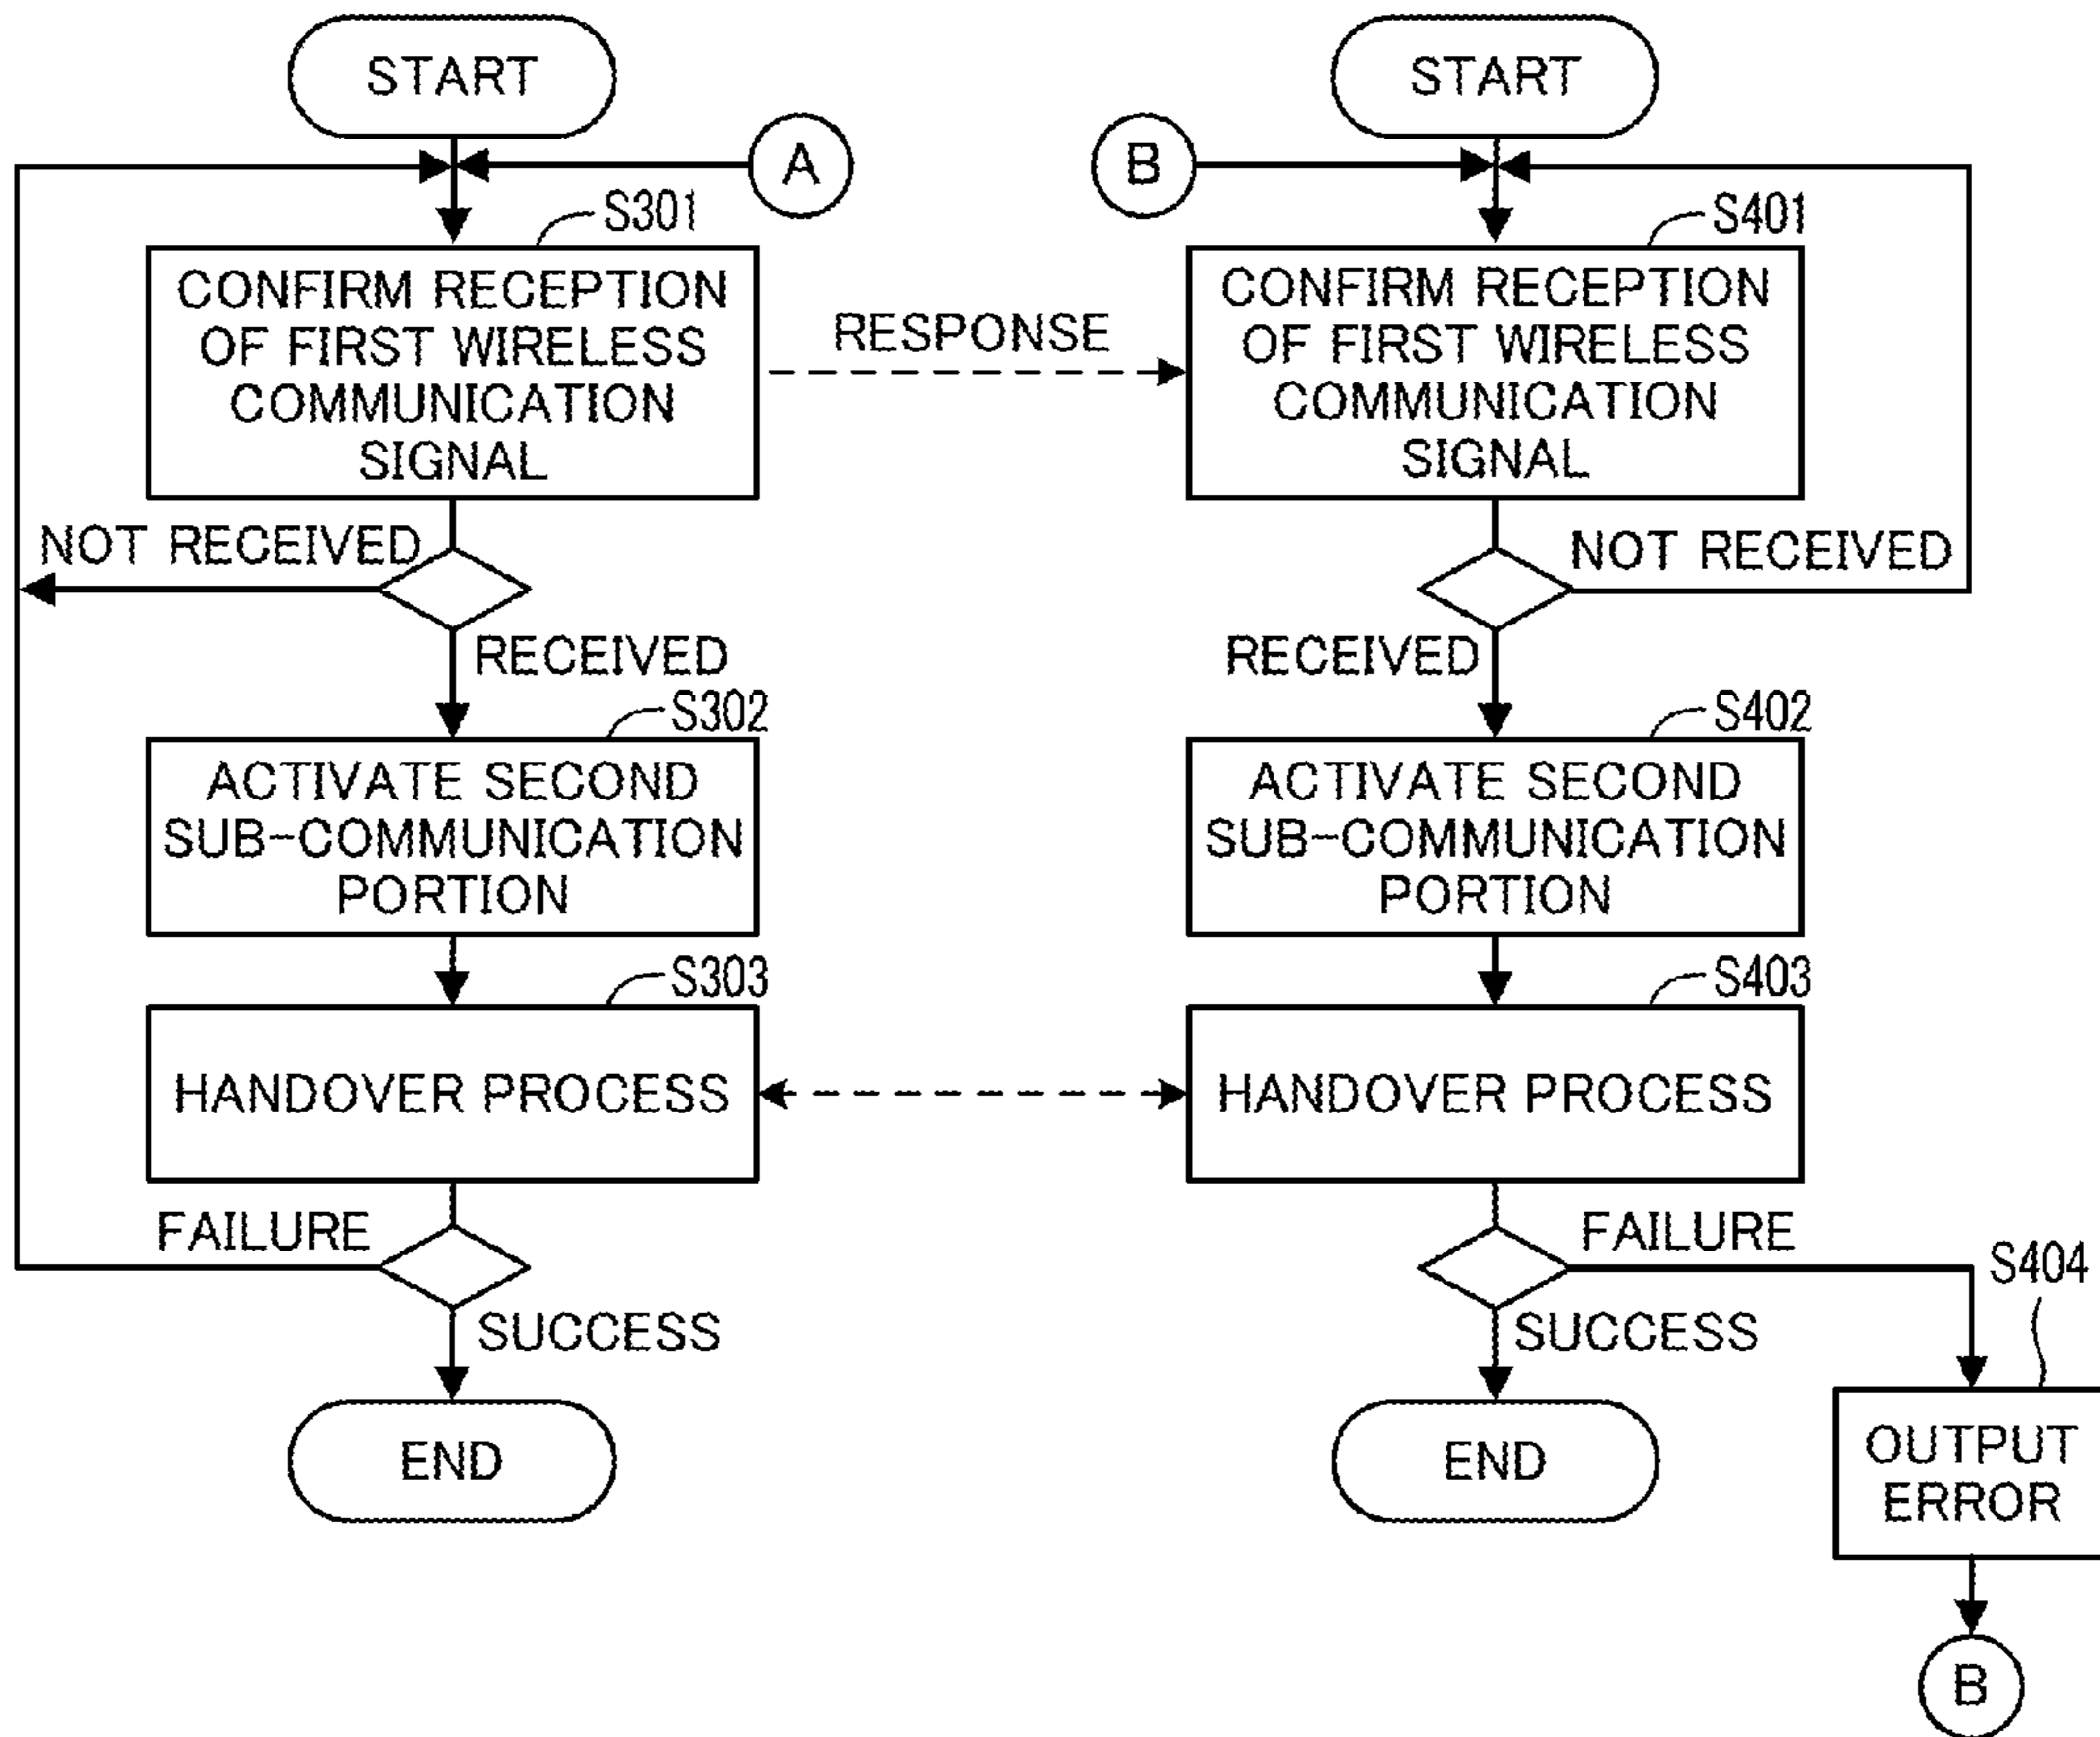 START
A
S301
CONFIRM RECEPTION
OF FIRST WIRELESS
COMMUNICATION
SIGNAL
NOT RECEIVED
RECEIVED
S302
ACTIVATE SECOND
SUB-COMMUNICATION
PORTION
S303
HANDOVER PROCESS
FAILURE
SUCCESS
END
RESPONSE
START
B
S401
CONFIRM RECEPTION
OF FIRST WIRELESS
COMMUNICATION
SIGNAL
NOT RECEIVED
RECEIVED
S402
ACTIVATE SECOND
SUB-COMMUNICATION
PORTION
S403
HANDOVER PROCESS
FAILURE
SUCCESS
END
S404
OUTPUT
ERROR
B